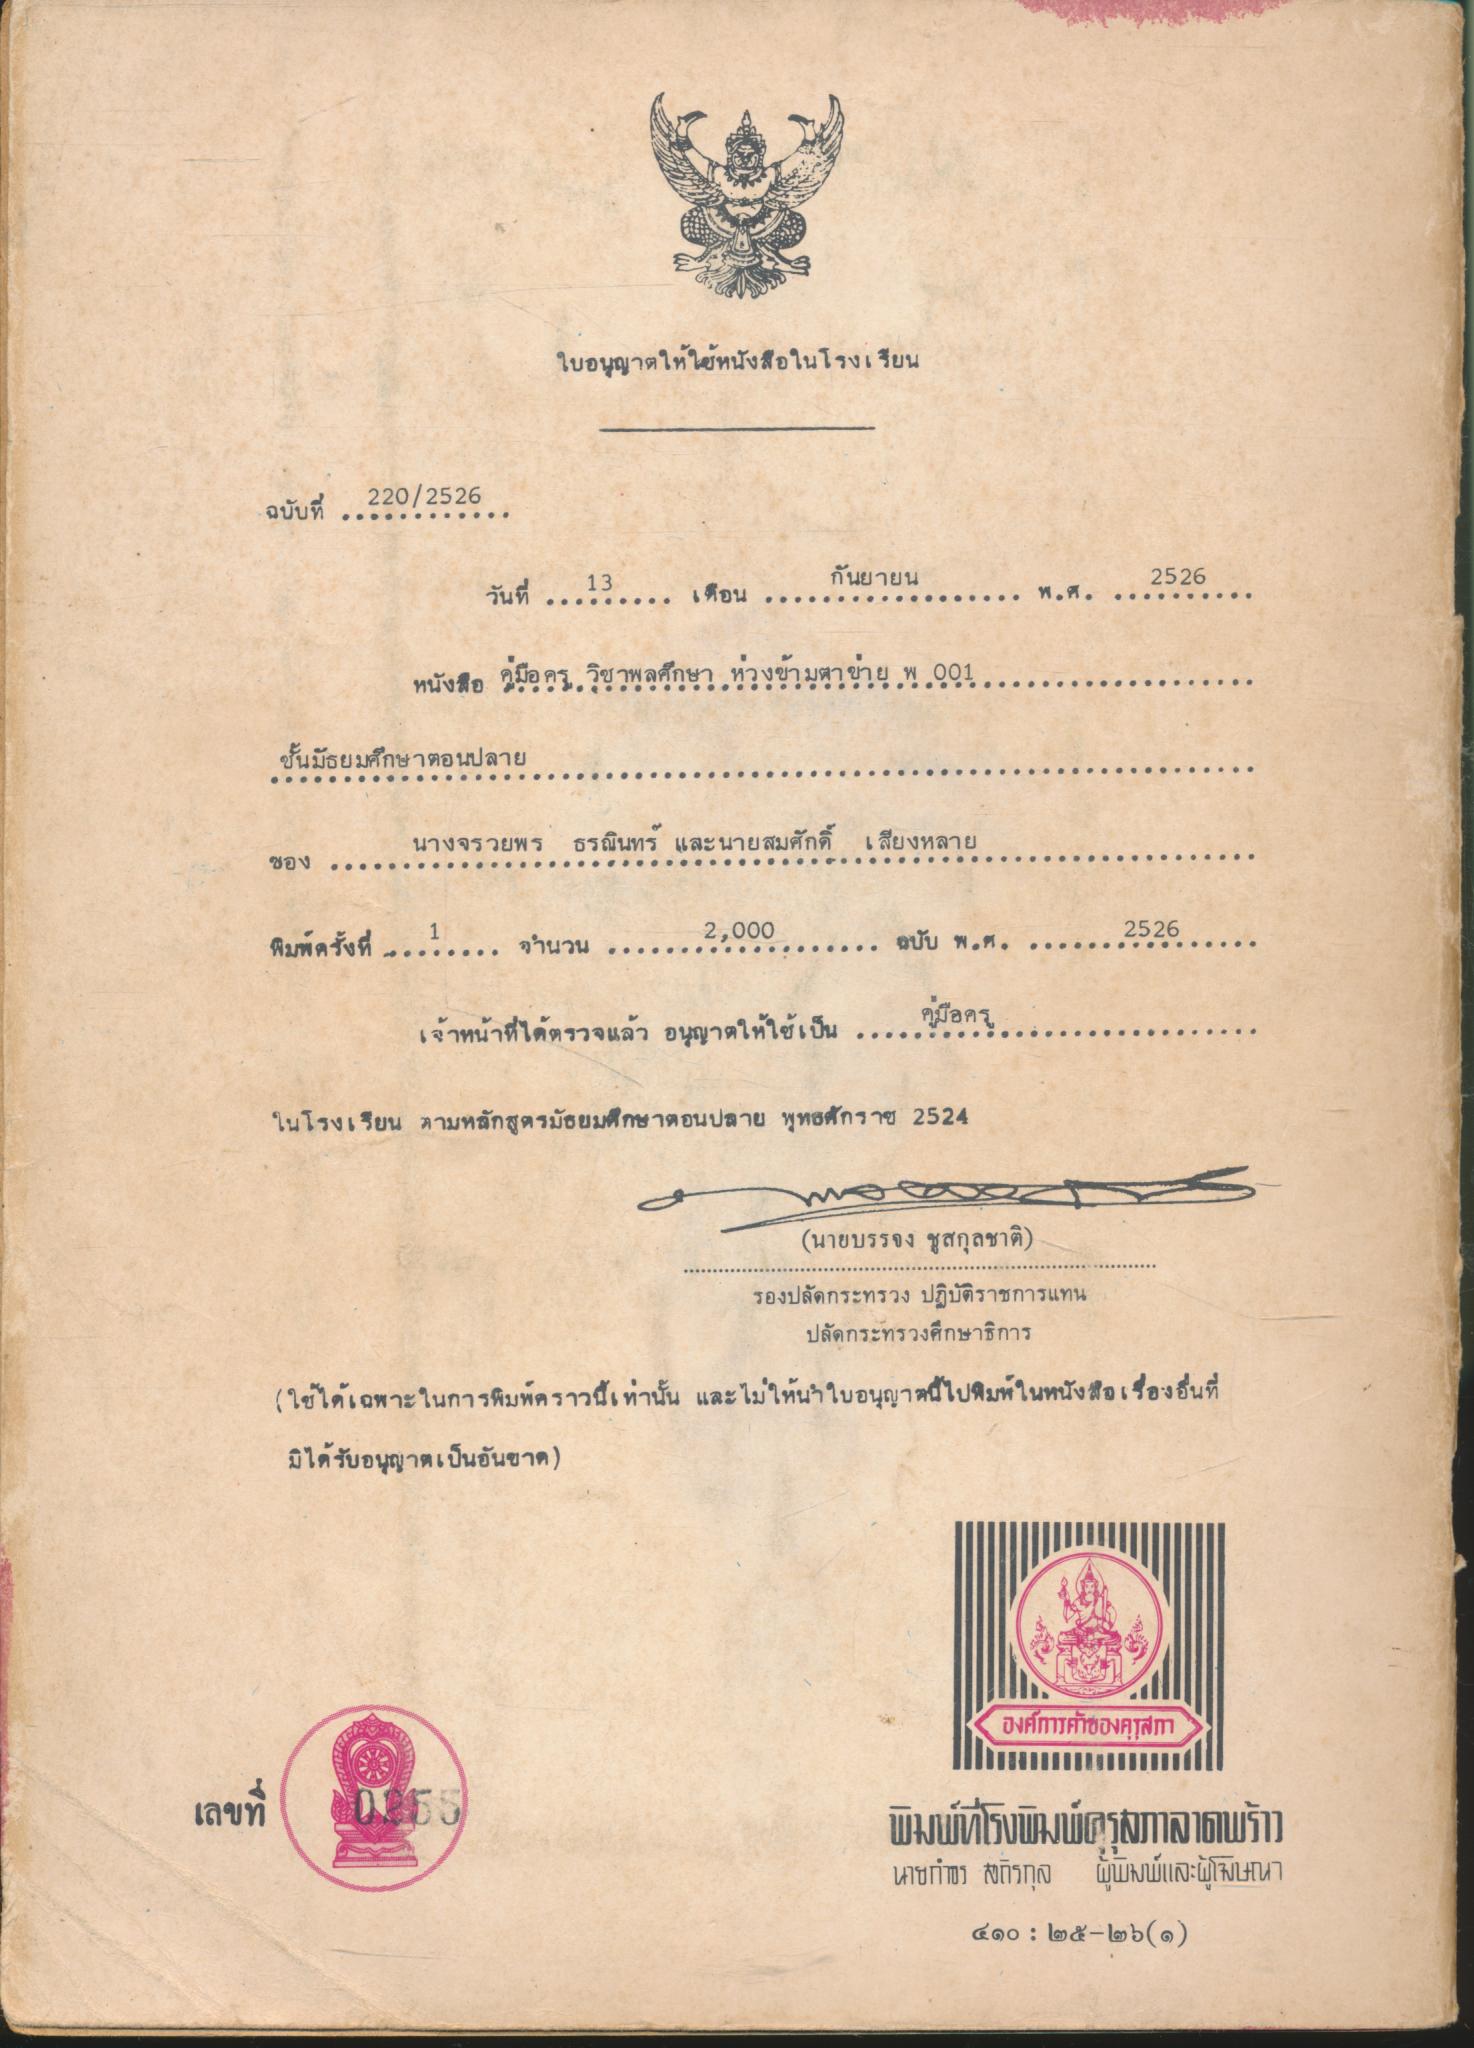 ใบอนุญาตให้ใช้หนังสือในโรงเรียน
ฉบับที่ 220/2526
วันที่ 13 เดือน กันยายน พ.ศ. 2526
หนังสือ คู่มือครู วิชาพลศึกษา ห่วงข้ามตาข่าย พ 001
ชั้นมัธยมศึกษาตอนปลาย
ของ นางจรวยพร ธรณินทร์ และนายสมศักดิ์ เสียงหลาย
พิมพ์ครั้งที่ 1 จำนวน 2,000 ฉบับ พ.ศ. 2526
เจ้าหน้าที่ได้ตรวจแล้ว อนุญาตให้ใช้เป็น คู่มือครู
ในโรงเรียน ตามหลักสูตรมัธยมศึกษาตอนปลาย พุทธศักราช 2524
(นายบรรจง ชูสกุลชาติ)
รองปลัดกระทรวง ปฏิบัติราชการแทน
ปลัดกระทรวงศึกษาธิการ
(ใช้ได้เฉพาะในการพิมพ์คราวนี้เท่านั้น และไม่ให้นำใบอนุญาตนี้ไปพิมพ์ในหนังสือเรื่องอื่นที่
มิได้รับอนุญาตเป็นอันขาด)
องค์การค้าของคุรุสภา
เลขที่ 0255
พิมพ์ที่โรงพิมพ์คุรุสภาลาดพร้าว
นายกำธร สถิรกุล ผู้พิมพ์และผู้โฆษณา
๔๑๐ : ๒๕-๒๖(๑)